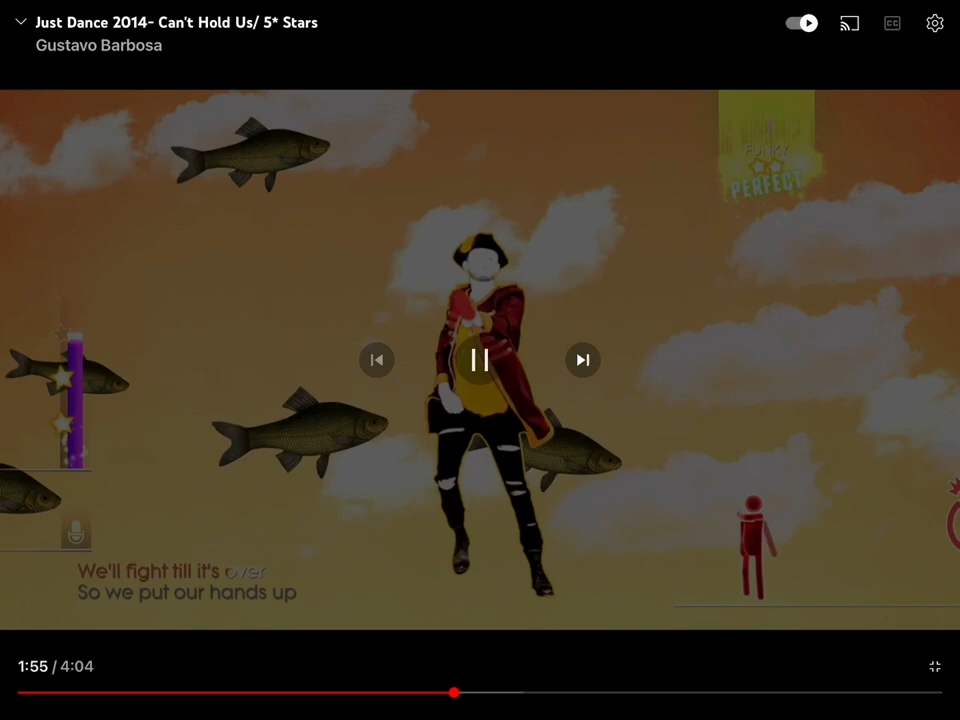 Just Dance 2014- Can't Hold Us/ 5* Stars
Gustavo Barbosa
CC
FUNKY
PERFECT
We'll fight till it's over
So we put our hands up
1:55 / 4:04